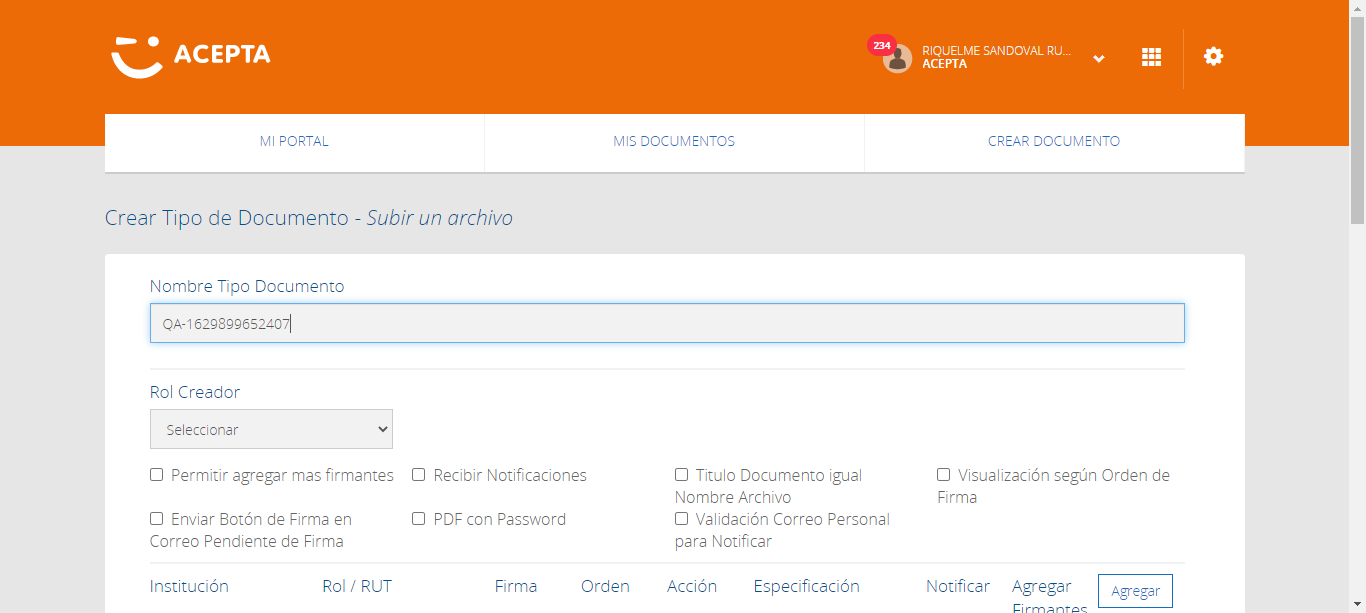 ACEPTA
234
RIQUELME SANDOVAL RU...
ACEPTA
MI PORTAL
MIS DOCUMENTOS
CREAR DOCUMENTO
Crear Tipo de Documento - Subir un archivo
Nombre Tipo Documento
QA-1629899652407
Rol Creador
Seleccionar
Permitir agregar mas firmantes
Recibir Notificaciones
Titulo Documento igual
Nombre Archivo
Visualización según Orden de
Firma
Enviar Botón de Firma en
Correo Pendiente de Firma
PDF con Password
Validación Correo Personal
para Notificar
Institución
Rol / RUT
Firma
Orden
Acción
Especificación
Notificar
Agregar
Firmantes
Agregar